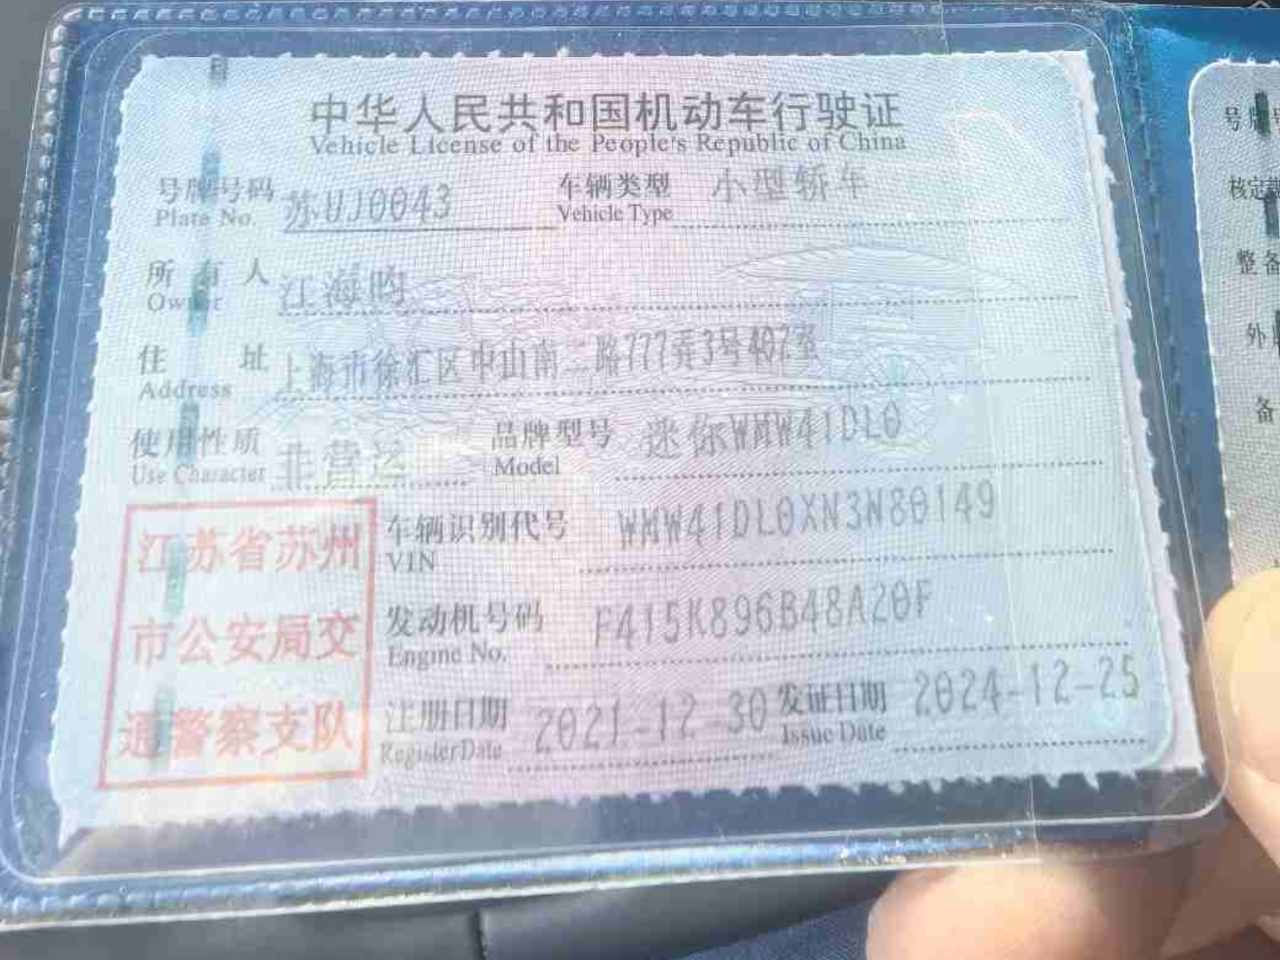 中华人民共和国机动车行驶证
Vehicle License of the People's Republic of China
号牌号码 苏UJ0043 车辆类型 小型轿车
Plate No. Vehicle Type
所有人 江海昀
Owner
住址 上海市徐汇区中山南二路777弄3号402室
Address
使用性质 非营运 品牌型号 迷你WMW41DL0
Use Character Model
江苏省苏州
市公安局交
通警察支队
车辆识别代号 WMW41DL0XN3N80149
VIN
发动机号码 F415K896B48A20F
Engine No.
注册日期 2021-12-30 发证日期 2024-12-25
Register Date Issue Date
号牌
核定
整备
外
备